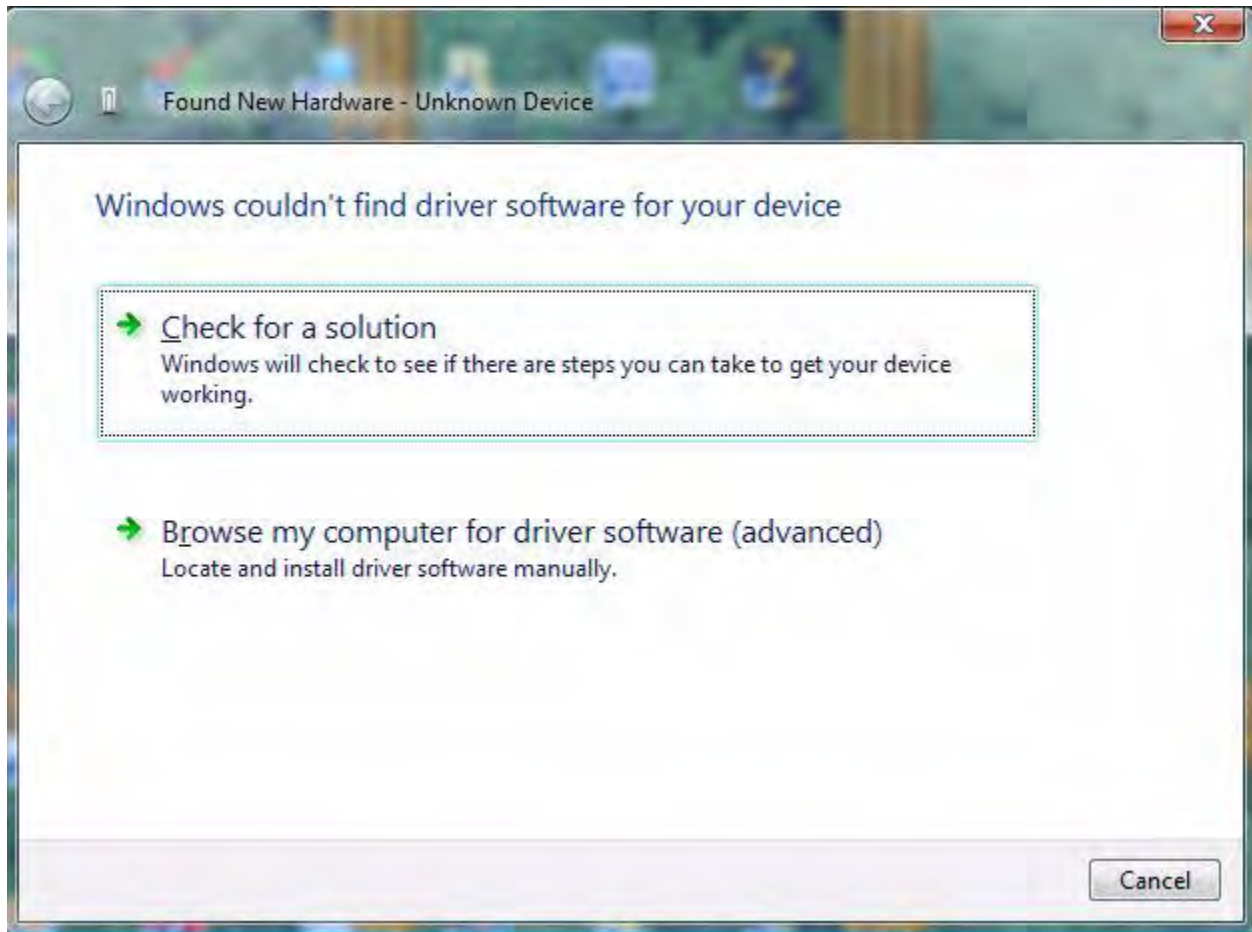 Found New Hardware - Unknown Device
Windows couldn't find driver software for your device
Check for a solution
Windows will check to see if there are steps you can take to get your device
working.
Browse my computer for driver software (advanced)
Locate and install driver software manually.
Cancel